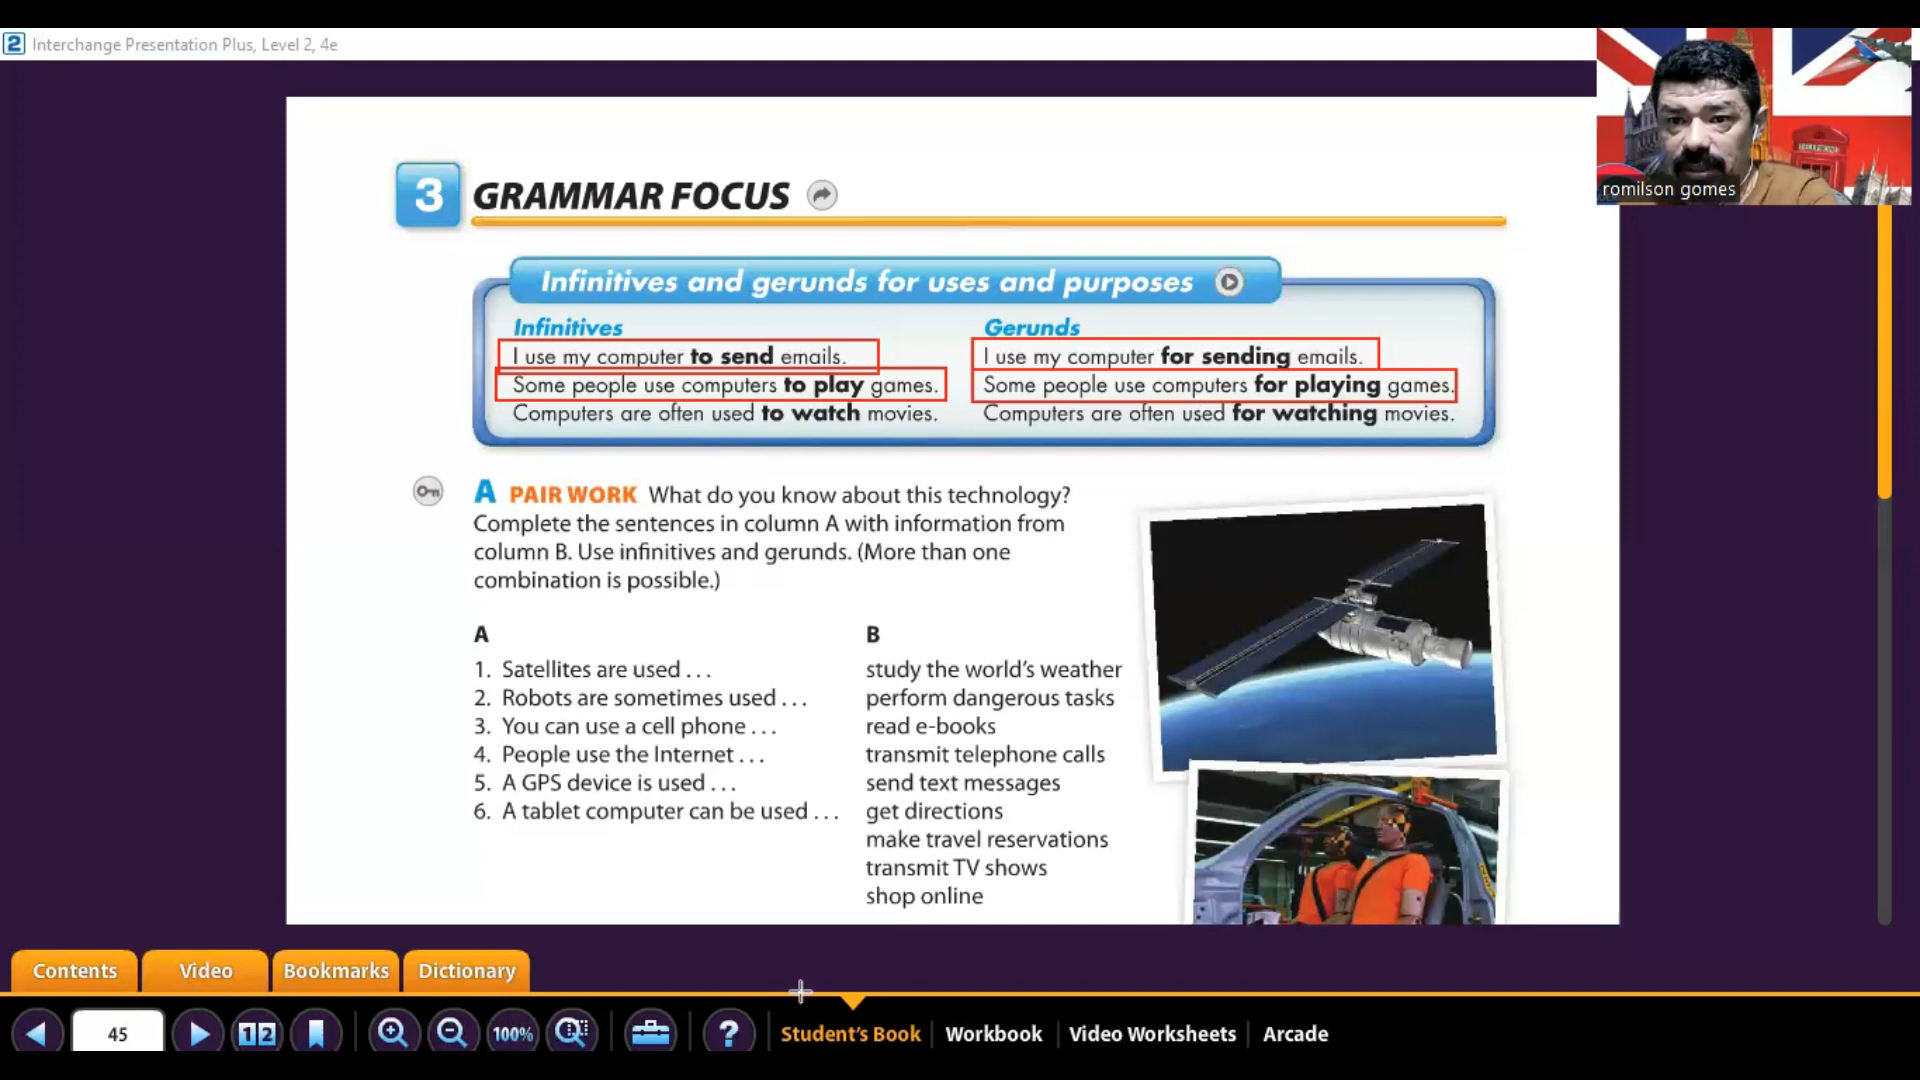 2 Interchange Presentation Plus, Level 2, 4e
TELEPHONE
romilson gomes
3 GRAMMAR FOCUS
Infinitives and gerunds for uses and purposes
Infinitives
I use my computer to send emails.
Some people use computers to play games.
Computers are often used to watch movies.
Gerunds
I use my computer for sending emails.
Some people use computers for playing games.
Computers are often used for watching movies.
A PAIR WORK What do you know about this technology?
Complete the sentences in column A with information from
column B. Use infinitives and gerunds. (More than one
combination is possible.)
A
1. Satellites are used . . .
2. Robots are sometimes used . . .
3. You can use a cell phone . . .
4. People use the Internet . . .
5. A GPS device is used . . .
6. A tablet computer can be used . . .
B
study the world's weather
perform dangerous tasks
read e-books
transmit telephone calls
send text messages
get directions
make travel reservations
transmit TV shows
shop online
Contents
Video
Bookmarks
Dictionary
45
12
100%
?
Student's Book
Workbook
Video Worksheets
Arcade